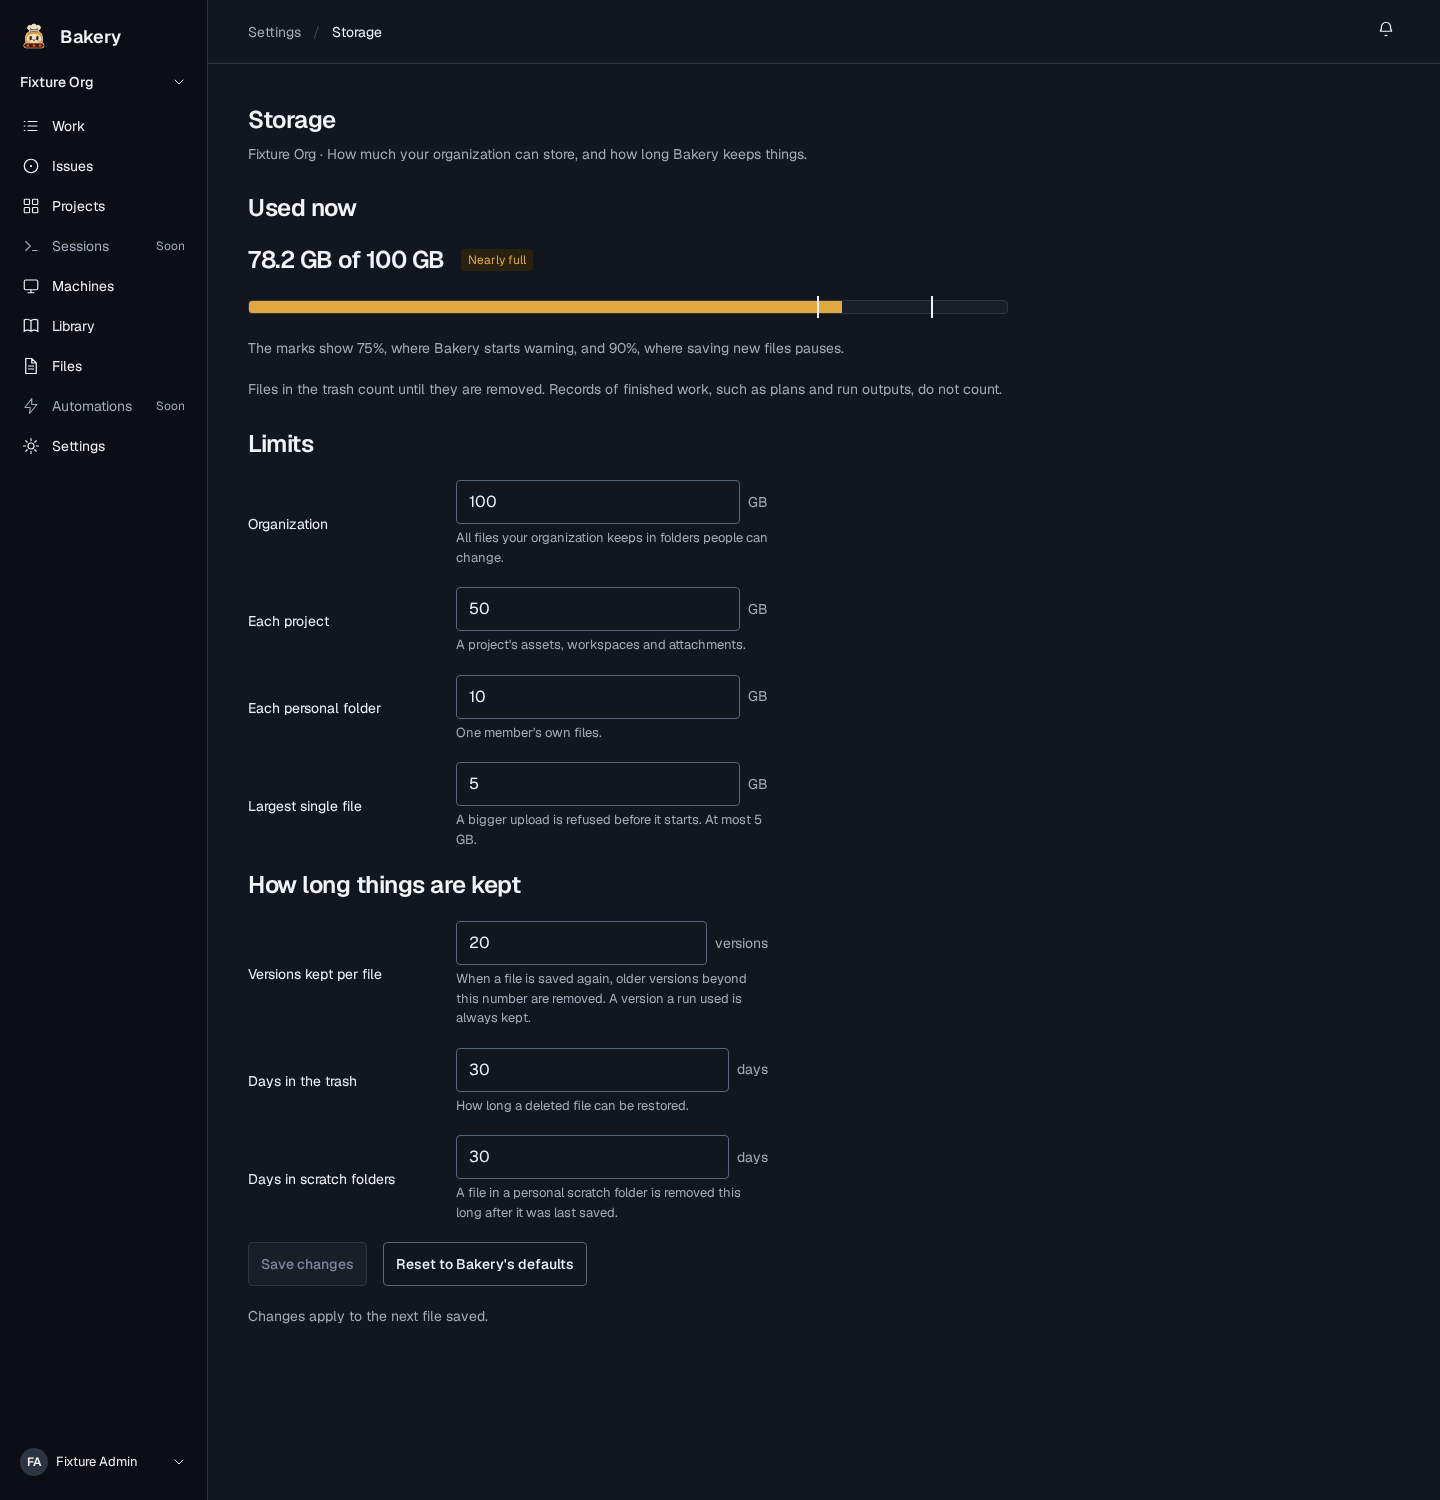 Bakery
Fixture Org
Work
Issues
Projects
Sessions Soon
Machines
Library
Files
Automations Soon
Settings
FA Fixture Admin
Settings / Storage
Storage
Fixture Org · How much your organization can store, and how long Bakery keeps things.
Used now
78.2 GB of 100 GB Nearly full
The marks show 75%, where Bakery starts warning, and 90%, where saving new files pauses.
Files in the trash count until they are removed. Records of finished work, such as plans and run outputs, do not count.
Limits
Organization
100 GB
All files your organization keeps in folders people can
change.
Each project
50 GB
A project's assets, workspaces and attachments.
Each personal folder
10 GB
One member's own files.
Largest single file
5 GB
A bigger upload is refused before it starts. At most 5
GB.
How long things are kept
Versions kept per file
20 versions
When a file is saved again, older versions beyond
this number are removed. A version a run used is
always kept.
Days in the trash
30 days
How long a deleted file can be restored.
Days in scratch folders
30 days
A file in a personal scratch folder is removed this
long after it was last saved.
Save changes Reset to Bakery's defaults
Changes apply to the next file saved.